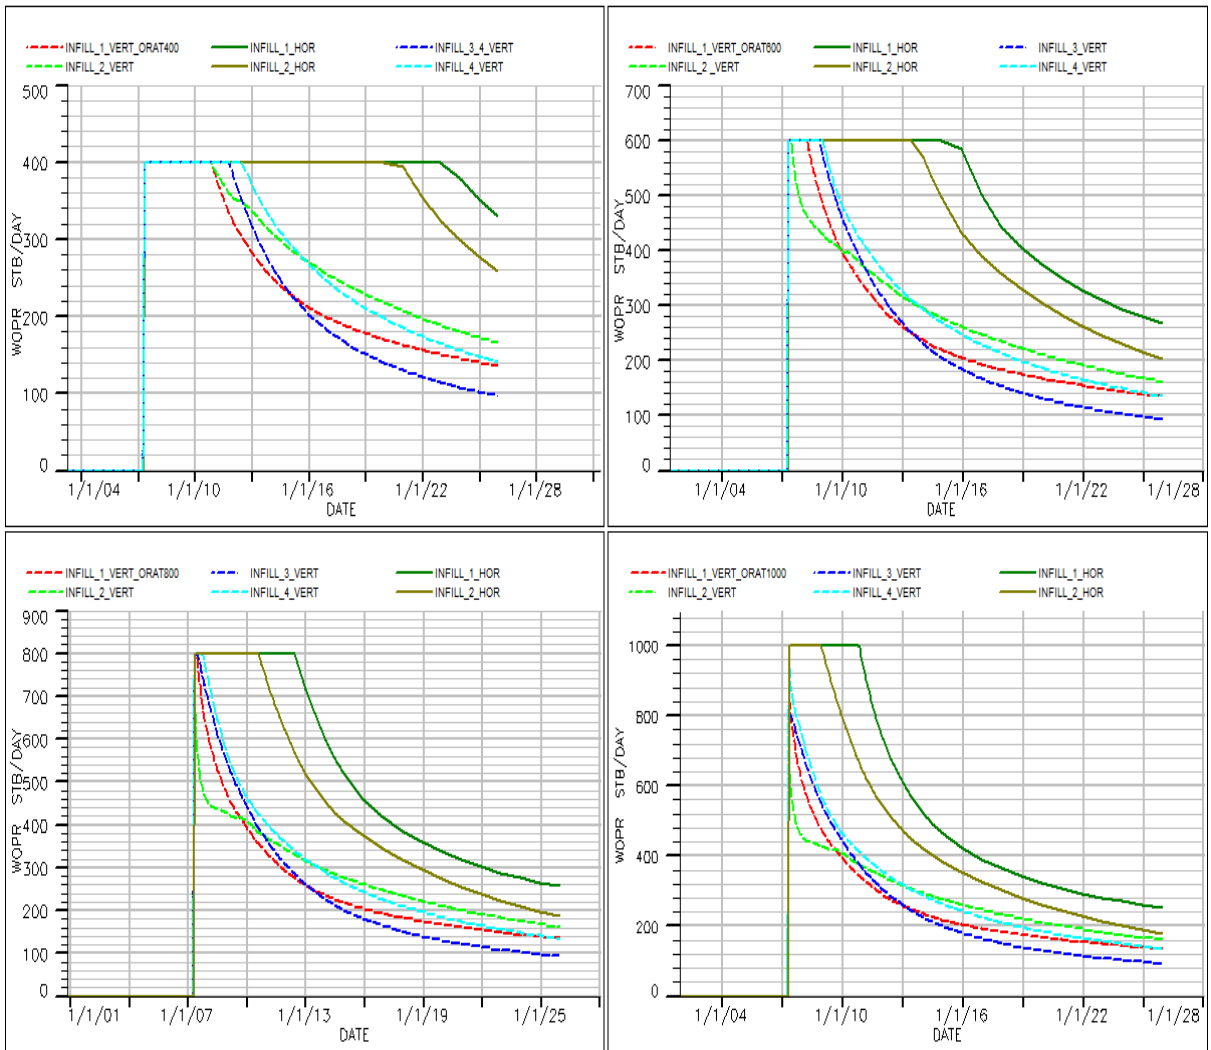 INFILL_1_VERT_ORAT400 INFILL_1_HOR INFILL_3_4_VERT
INFILL_2_VERT INFILL_2_HOR INFILL_4_VERT
500
400
300
200
100
0
WOPR STB/DAY
1/1/04 1/1/10 1/1/16 1/1/22 1/1/28
DATE
INFILL_1_VERT_ORAT600 INFILL_1_HOR INFILL_3_VERT
INFILL_2_VERT INFILL_2_HOR INFILL_4_VERT
700
600
500
400
300
200
100
0
WOPR STB/DAY
1/1/04 1/1/10 1/1/16 1/1/22 1/1/28
DATE
INFILL_1_VERT_ORAT800 INFILL_3_VERT INFILL_1_HOR
INFILL_2_VERT INFILL_4_VERT INFILL_2_HOR
900
800
700
600
500
400
300
200
100
0
WOPR STB/DAY
1/1/01 1/1/07 1/1/13 1/1/19 1/1/25
DATE
INFILL_1_VERT_ORAT1000 INFILL_3_VERT INFILL_1_HOR
INFILL_2_VERT INFILL_4_VERT INFILL_2_HOR
1000
800
600
400
200
0
WOPR STB/DAY
1/1/04 1/1/10 1/1/16 1/1/22 1/1/28
DATE